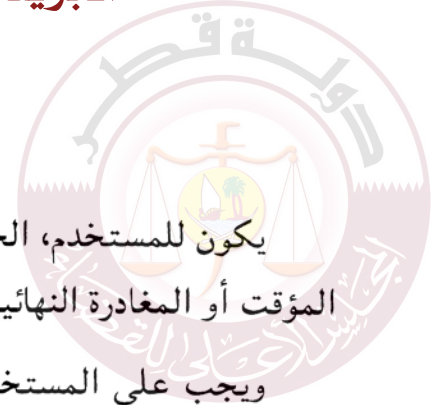 دولة قطر
المجلس الأعلى للقضاء
يكون للمستخدم،
المؤقت أو المغادرة
ويجب على